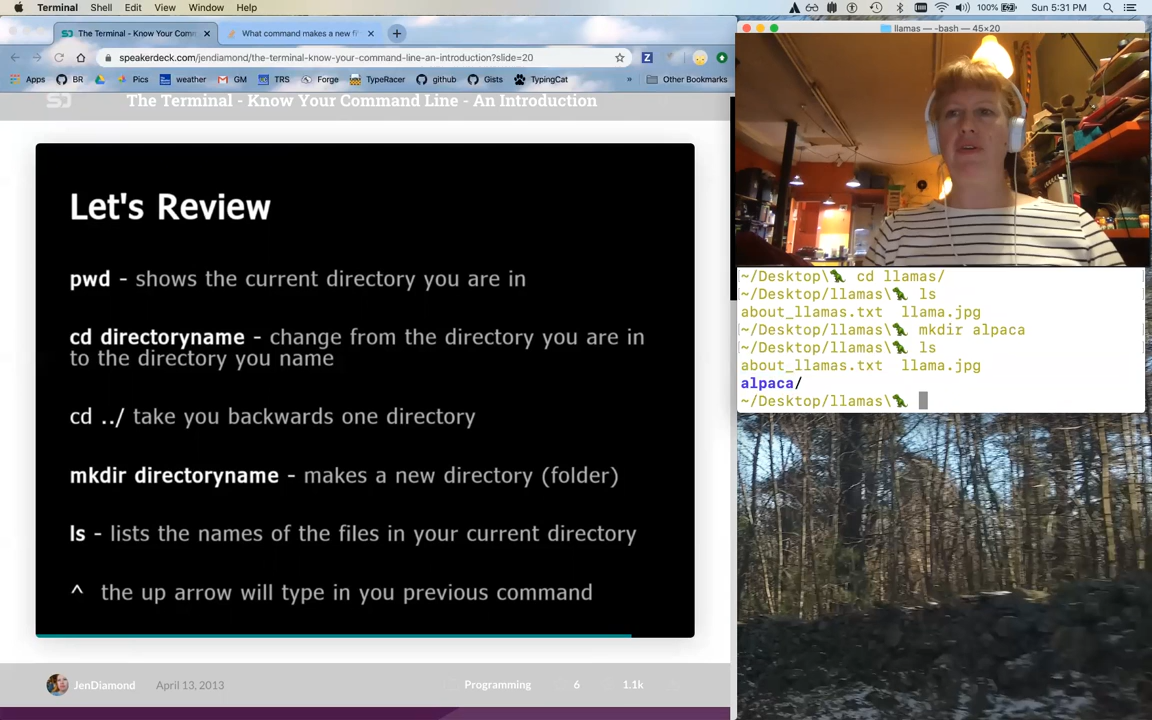 Terminal Shell Edit View Window Help 100% Sun 5:31 PM
The Terminal - Know Your Com
What command makes a new f
speakerdeck.com/jendiamond/the-terminal-know-your-command-line-an-introduction?slide=20
Apps BR Pics weather GM TRS Forge TypeRacer github Gists TypingCat » Other Bookmarks
The Terminal - Know Your Command Line - An Introduction
Let's Review
pwd - shows the current directory you are in
cd directoryname - change from the directory you are in
to the directory you name
cd ../ take you backwards one directory
mkdir directoryname - makes a new directory (folder)
ls - lists the names of the files in your current directory
^ the up arrow will type in you previous command
JenDiamond April 13, 2013 Programming 6 1.1k
llamas — -bash — 45×20
~/Desktop\🦖 cd llamas/
~/Desktop/llamas\🦖 ls
about_llamas.txt llama.jpg
~/Desktop/llamas\🦖 mkdir alpaca
~/Desktop/llamas\🦖 ls
about_llamas.txt llama.jpg
alpaca/
~/Desktop/llamas\🦖